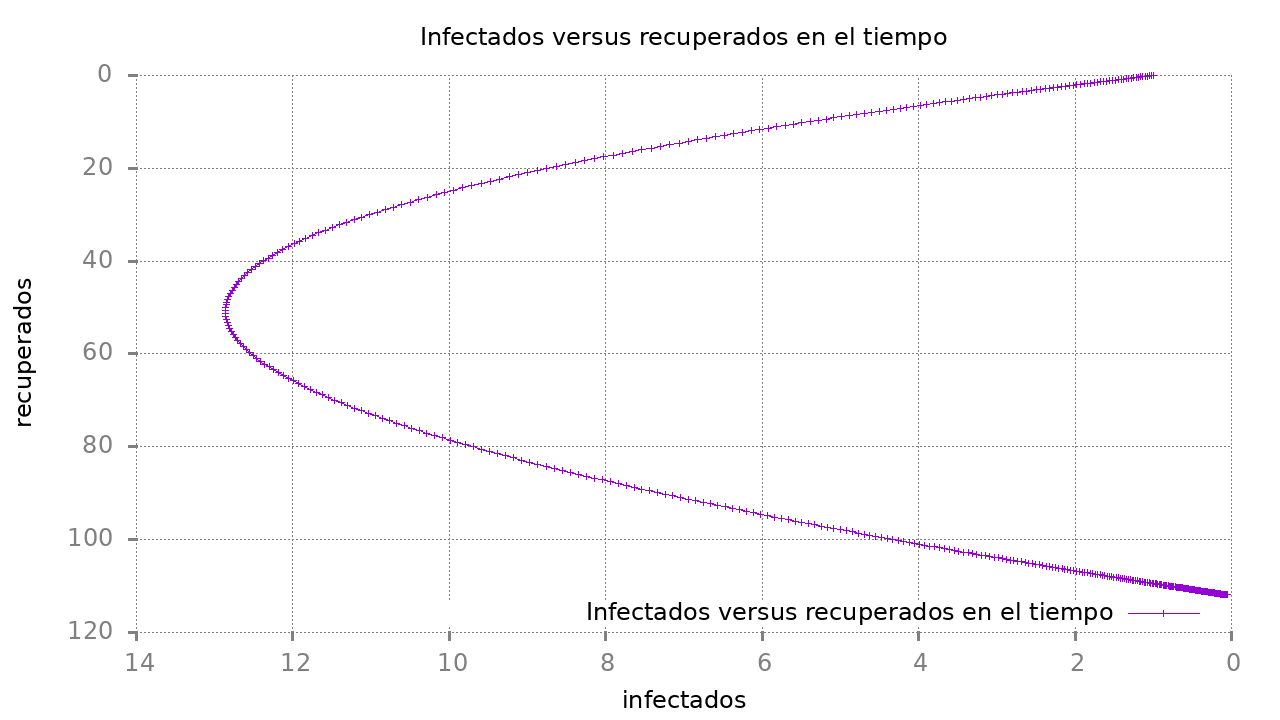 Infectados versus recuperados en el tiempo
0
20
40
60
80
100
120
recuperados
Infectados versus recuperados en el tiempo
14 12 10 8 6 4 2 0
infectados